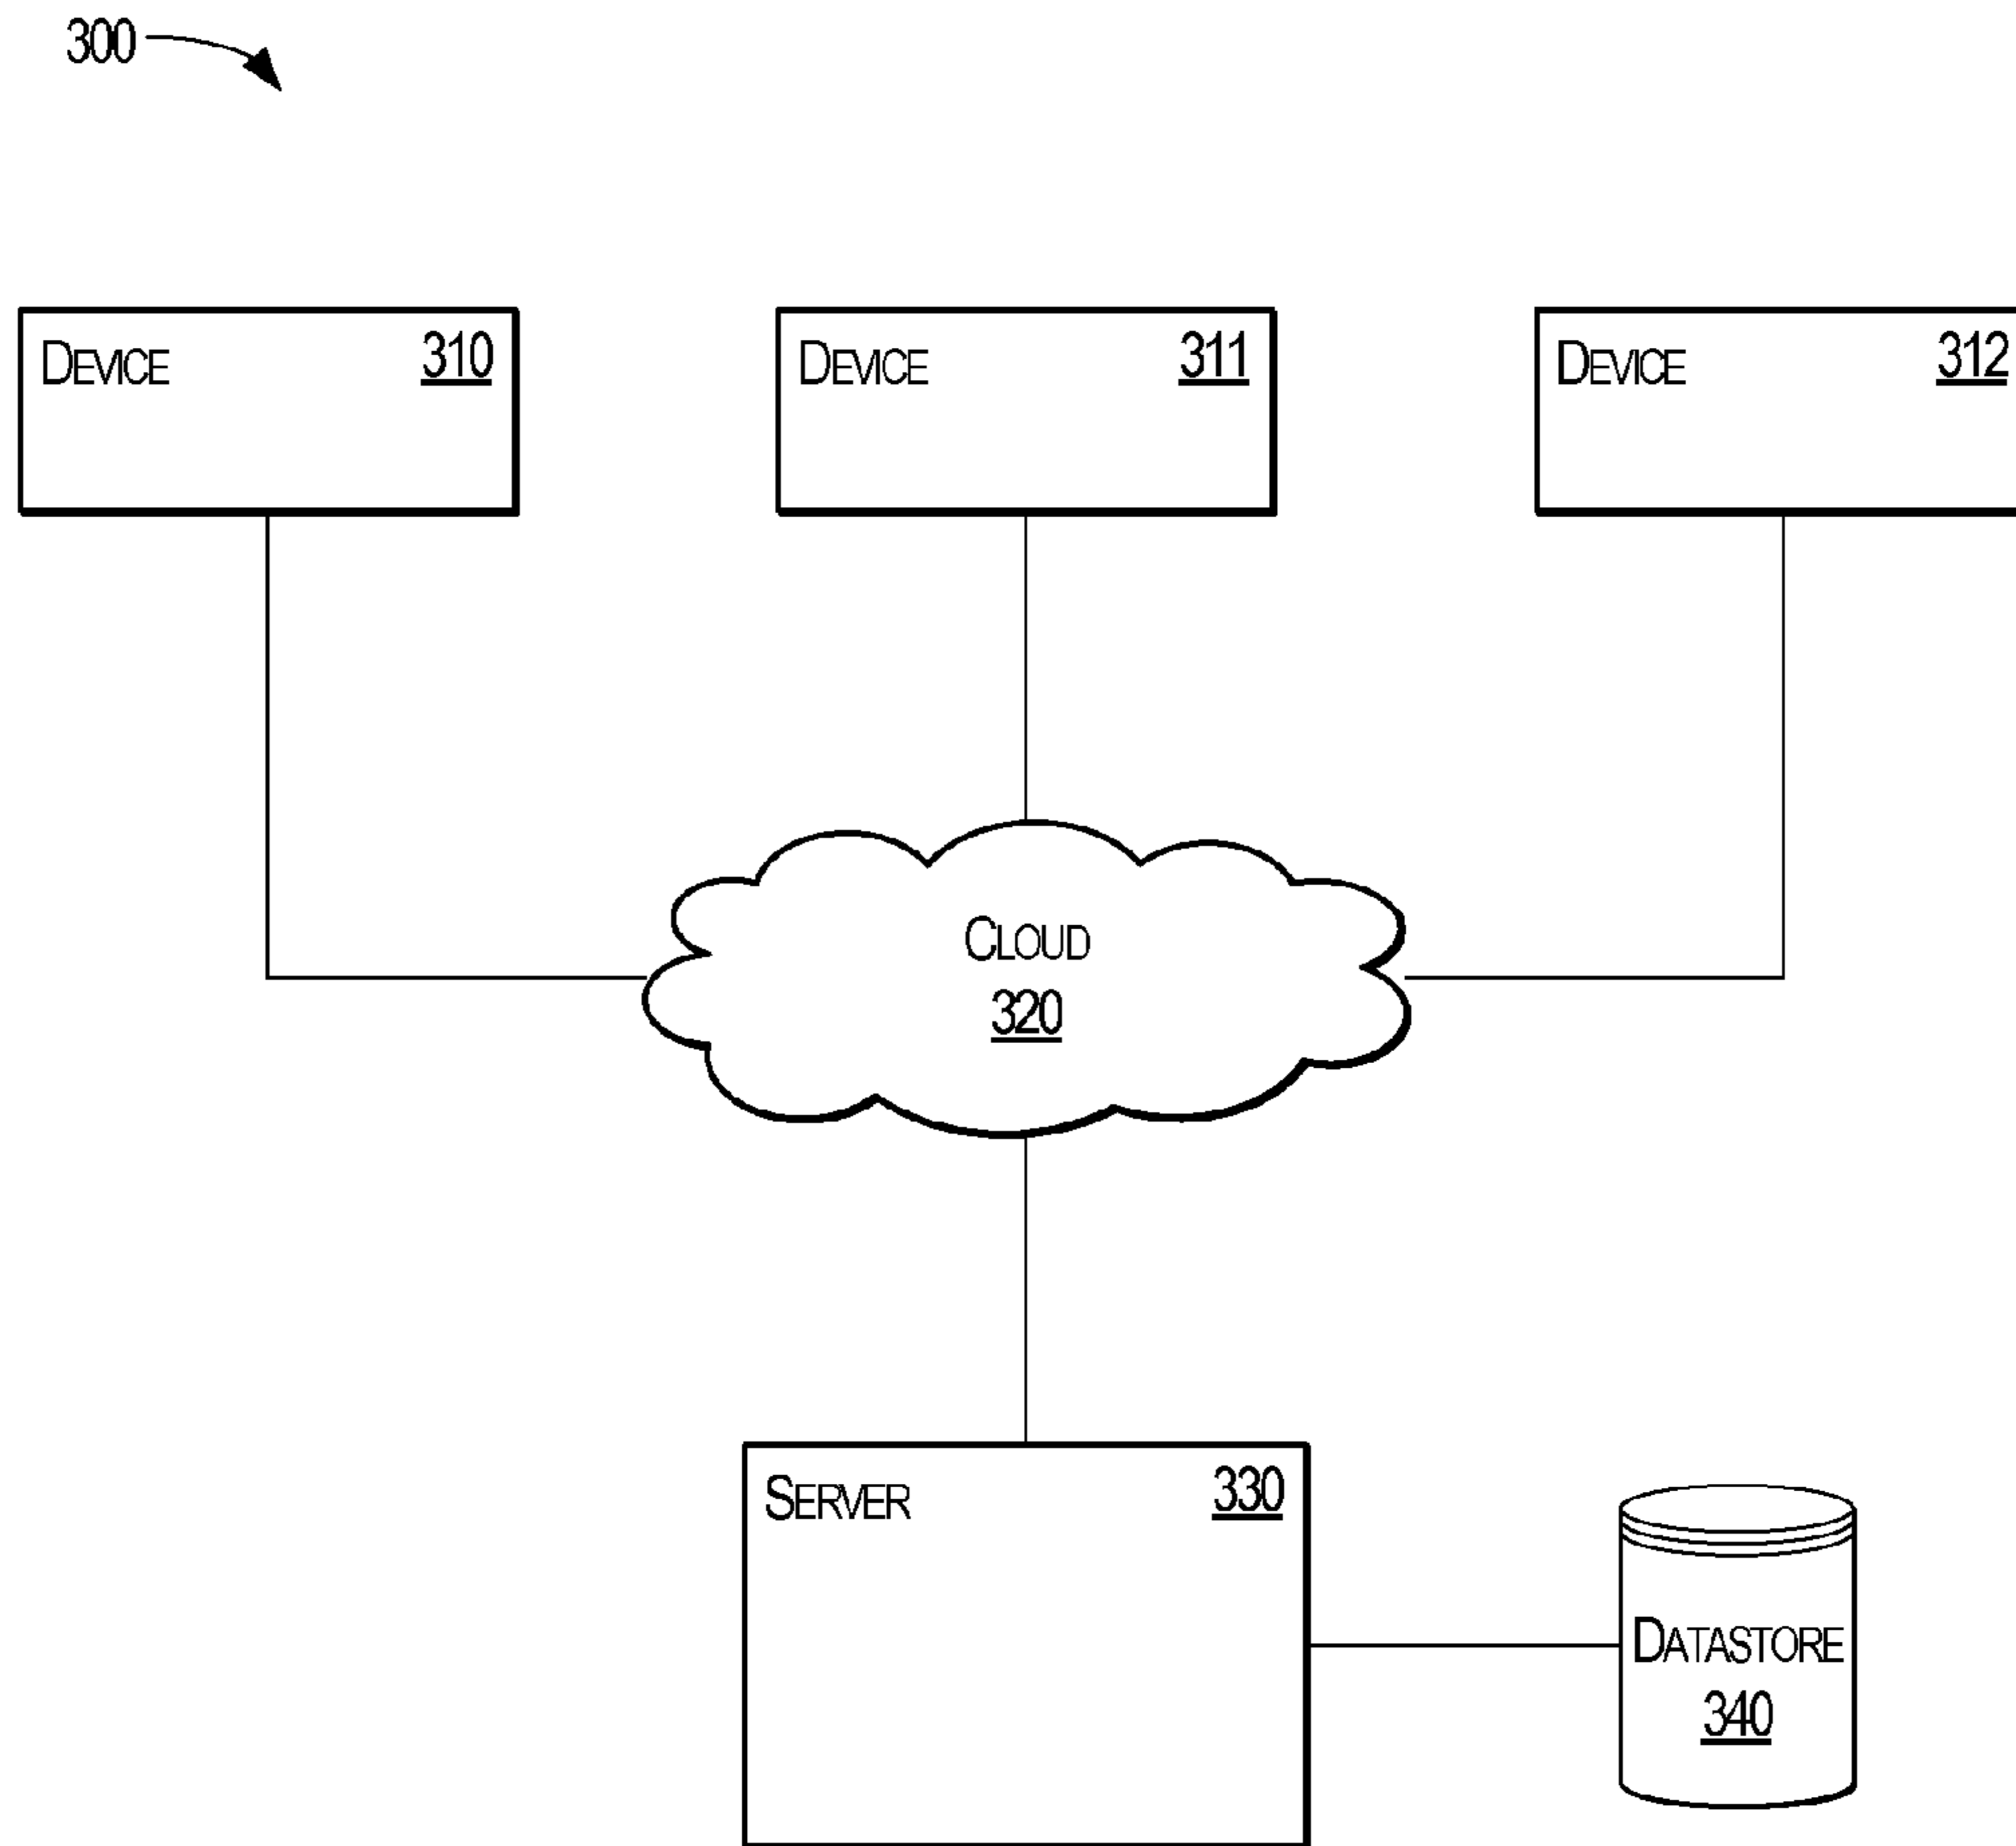 300
DEVICE 310
DEVICE 311
DEVICE 312
CLOUD
320
SERVER 330
DATASTORE
340